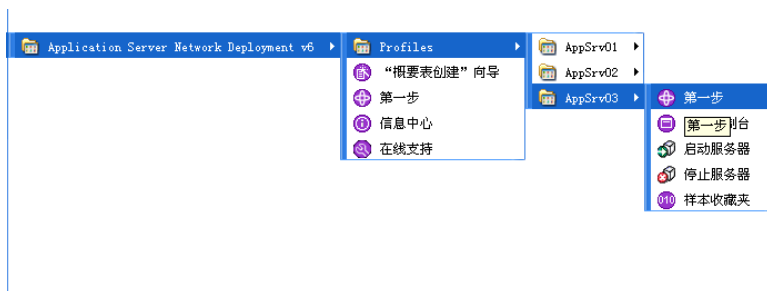 Application Server Network Deployment v6
Profiles
“概要表创建”向导
第一步
信息中心
在线支持
AppSrv01
AppSrv02
AppSrv03
第一步
第一步
台
启动服务器
停止服务器
样本收藏夹